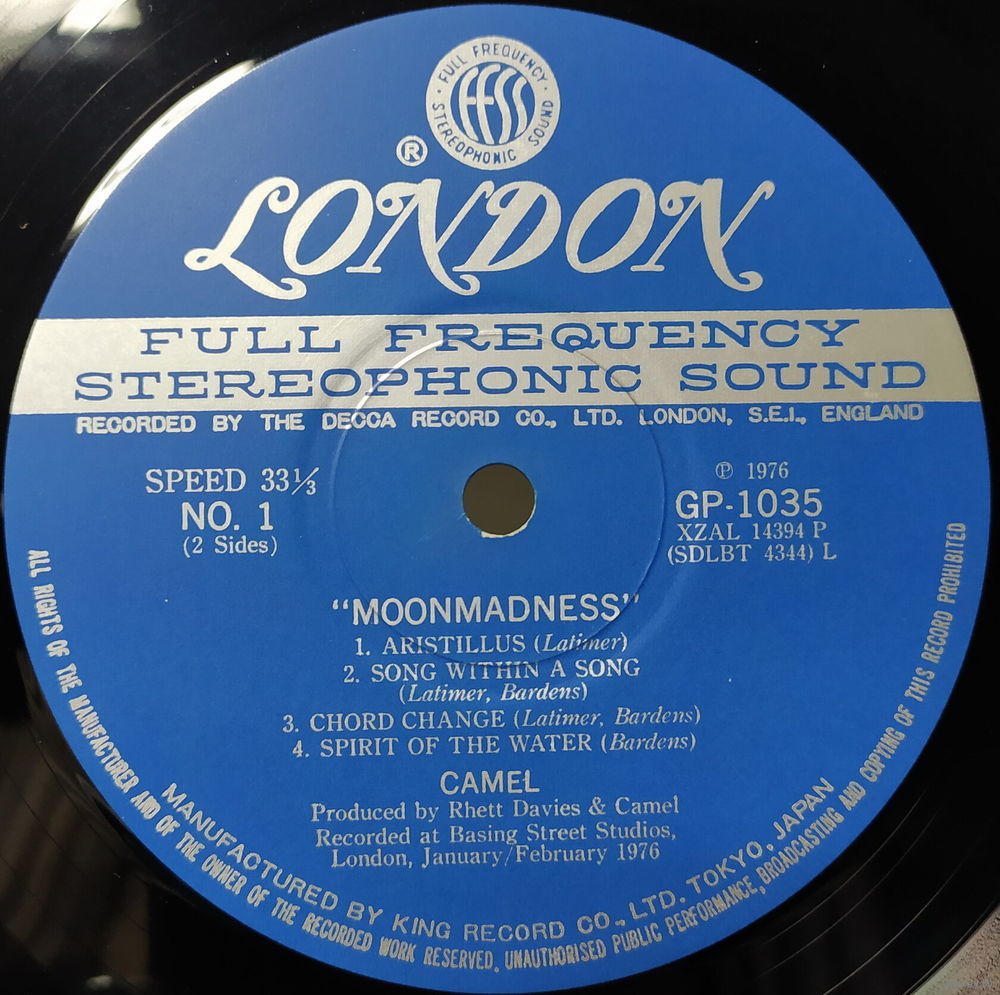 FULL FREQUENCY
STEREOPHONIC SOUND
FFSS
®
LONDON
FULL FREQUENCY
STEREOPHONIC SOUND
RECORDED BY THE DECCA RECORD CO., LTD. LONDON, S.E.I., ENGLAND
SPEED 33⅓
NO. 1
(2 Sides)
℗ 1976
GP-1035
XZAL 14394 P
(SDLBT 4344) L
"MOONMADNESS"
1. ARISTILLUS (Latimer)
2. SONG WITHIN A SONG
(Latimer, Bardens)
3. CHORD CHANGE (Latimer, Bardens)
4. SPIRIT OF THE WATER (Bardens)
CAMEL
Produced by Rhett Davies & Camel
Recorded at Basing Street Studios,
London, January/February 1976
MANUFACTURED BY KING RECORD CO., LTD. TOKYO, JAPAN
ALL RIGHTS OF THE MANUFACTURER AND OF THE OWNER OF THE RECORDED WORK RESERVED. UNAUTHORISED PUBLIC PERFORMANCE, BROADCASTING AND COPYING OF THIS RECORD PROHIBITED